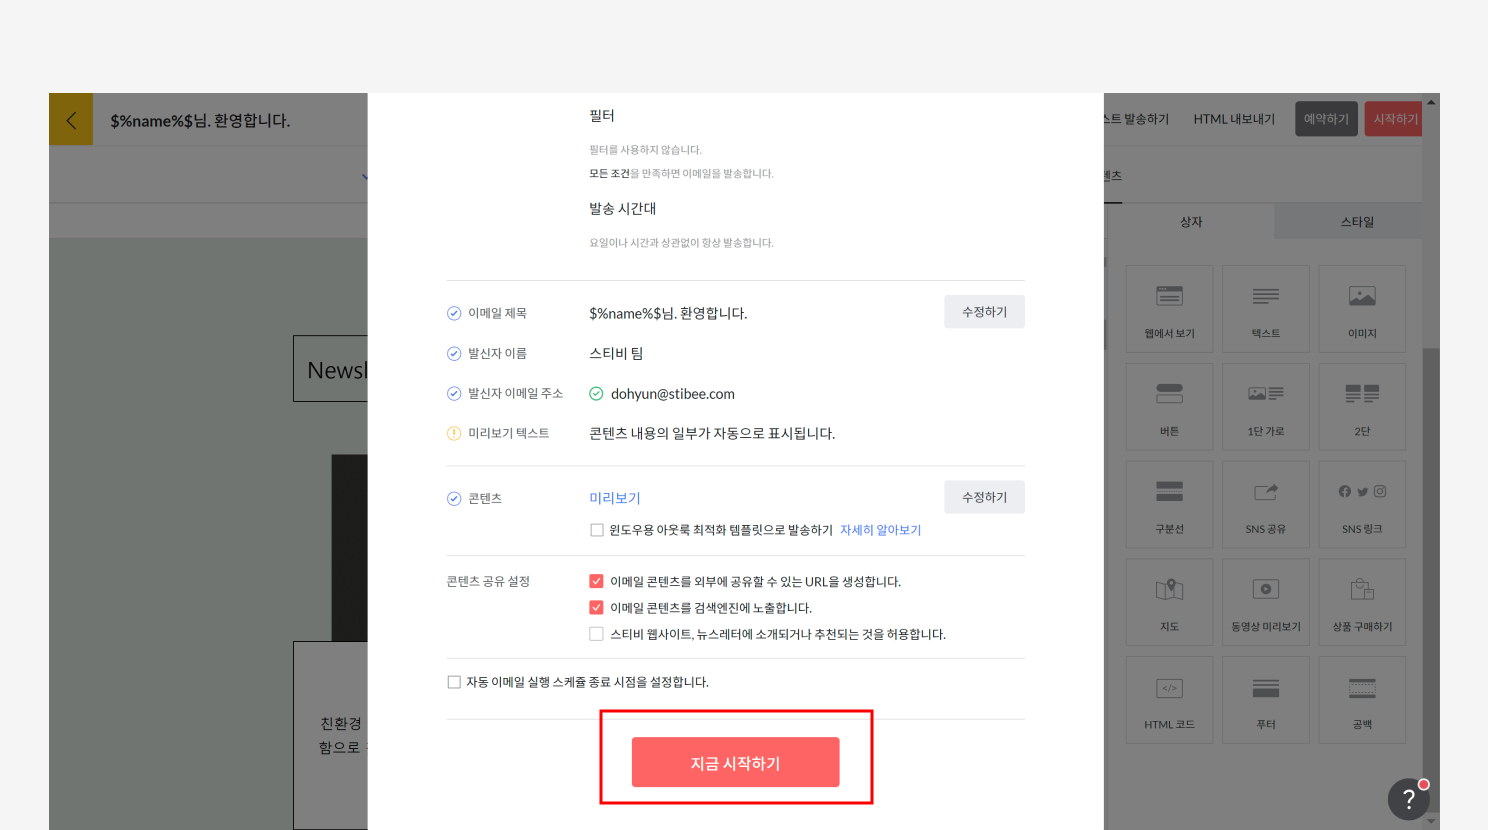 $%name%$님. 환영합니다.
스트 발송하기
HTML 내보내기
예약하기
시작하기
텐츠
상자
스타일
웹에서 보기
텍스트
이미지
버튼
1단 가로
2단
구분선
SNS 공유
SNS 링크
지도
동영상 미리보기
상품 구매하기
</>
HTML 코드
푸터
공백
필터
필터를 사용하지 않습니다.
모든 조건을 만족하면 이메일을 발송합니다.
발송 시간대
요일이나 시간과 상관없이 항상 발송합니다.
이메일 제목
$%name%$님. 환영합니다.
수정하기
발신자 이름
스티비 팀
발신자 이메일 주소
dohyun@stibee.com
미리보기 텍스트
콘텐츠 내용의 일부가 자동으로 표시됩니다.
콘텐츠
미리보기
수정하기
윈도우용 아웃룩 최적화 템플릿으로 발송하기 자세히 알아보기
콘텐츠 공유 설정
이메일 콘텐츠를 외부에 공유할 수 있는 URL을 생성합니다.
이메일 콘텐츠를 검색엔진에 노출합니다.
스티비 웹사이트, 뉴스레터에 소개되거나 추천되는 것을 허용합니다.
자동 이메일 실행 스케쥴 종료 시점을 설정합니다.
지금 시작하기
Newsl
친환경
함으로
?